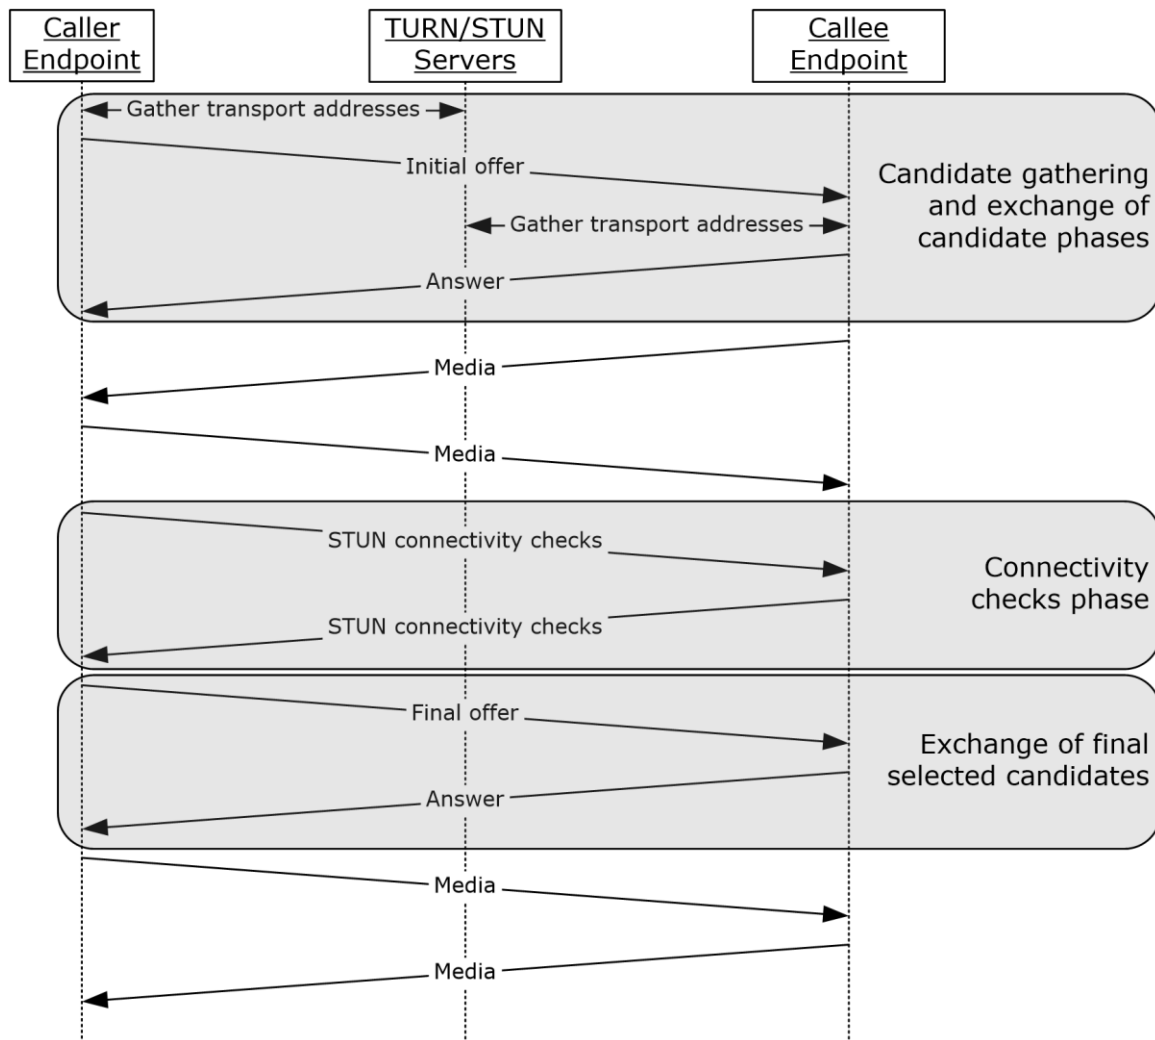 Caller
Endpoint
TURN/STUN
Servers
Callee
Endpoint
Gather transport addresses
Initial offer
Gather transport addresses
Answer
Candidate gathering
and exchange of
candidate phases
Media
Media
STUN connectivity checks
STUN connectivity checks
Connectivity
checks phase
Final offer
Answer
Exchange of final
selected candidates
Media
Media